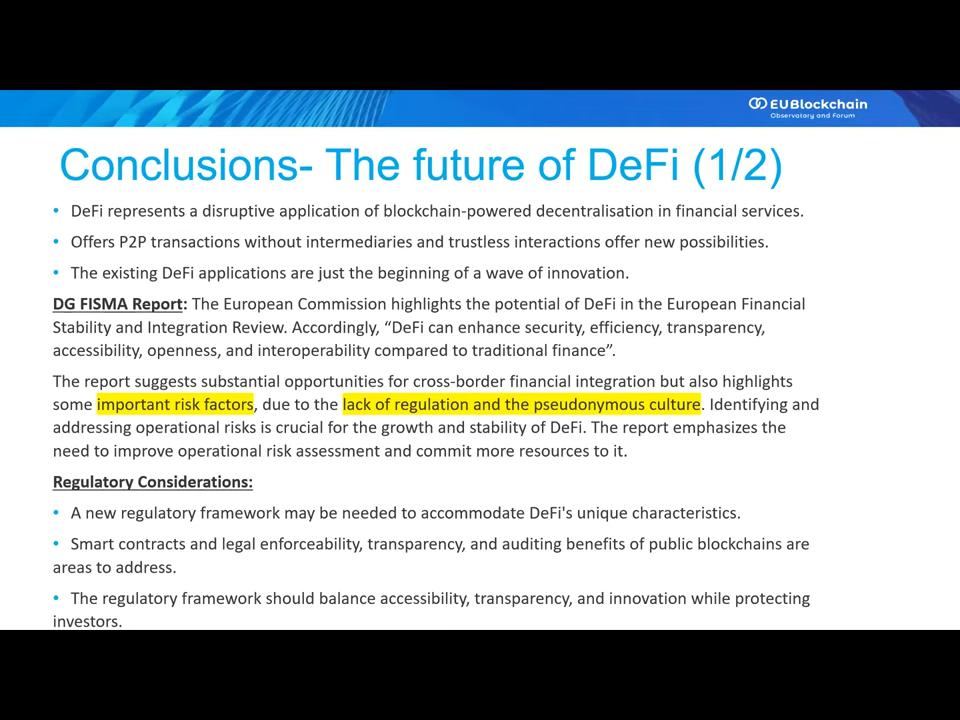 EUBlockchain
Observatory and Forum
Conclusions- The future of DeFi (1/2)
• DeFi represents a disruptive application of blockchain-powered decentralisation in financial services.
• Offers P2P transactions without intermediaries and trustless interactions offer new possibilities.
• The existing DeFi applications are just the beginning of a wave of innovation.
DG FISMA Report: The European Commission highlights the potential of DeFi in the European Financial
Stability and Integration Review. Accordingly, “DeFi can enhance security, efficiency, transparency,
accessibility, openness, and interoperability compared to traditional finance”.
The report suggests substantial opportunities for cross-border financial integration but also highlights
some important risk factors, due to the lack of regulation and the pseudonymous culture. Identifying and
addressing operational risks is crucial for the growth and stability of DeFi. The report emphasizes the
need to improve operational risk assessment and commit more resources to it.
Regulatory Considerations:
• A new regulatory framework may be needed to accommodate DeFi's unique characteristics.
• Smart contracts and legal enforceability, transparency, and auditing benefits of public blockchains are
areas to address.
• The regulatory framework should balance accessibility, transparency, and innovation while protecting
investors.